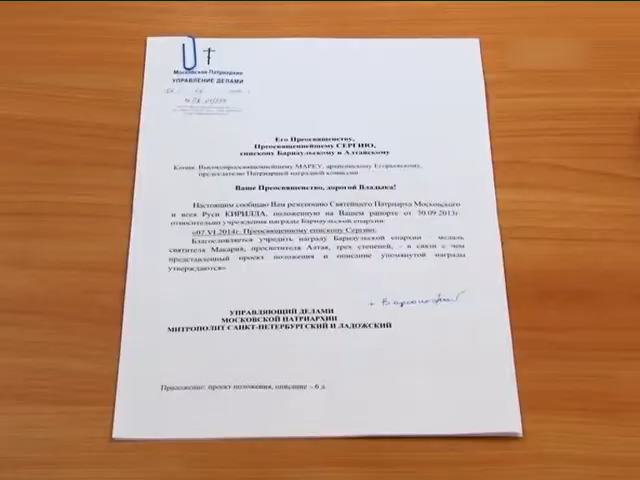 Московская Патриархия
УПРАВЛЕНИЕ ДЕЛАМИ
Его Преосвященству,
Преосвященнейшему СЕРГИЮ,
епископу Барнаульскому и Алтайскому
Копия: Высокопреосвященнейшему МАРКУ, архиепископу Егорьевскому,
председателю Патриаршей наградной комиссии
Ваше Преосвященство, дорогой Владыка!
Настоящим сообщаю Вам резолюцию Святейшего Патриарха Московского
и всея Руси КИРИЛЛА, положенную на Вашем рапорте от 30.09.2013г.
относительно учреждения награды Барнаульской епархии:
«07.VI.2014г. Преосвященному епископу Сергию.
Благословляется учредить награду Барнаульской епархии – медаль
святителя Макария, просветителя Алтая, трех степеней, - в связи с чем
представленный проект положения и описание упомянутой награды
утверждаются»
+ Варсонофий
УПРАВЛЯЮЩИЙ ДЕЛАМИ
МОСКОВСКОЙ ПАТРИАРХИИ
МИТРОПОЛИТ САНКТ-ПЕТЕРБУРГСКИЙ И ЛАДОЖСКИЙ
Приложение: проект положения, описание – 6 л.